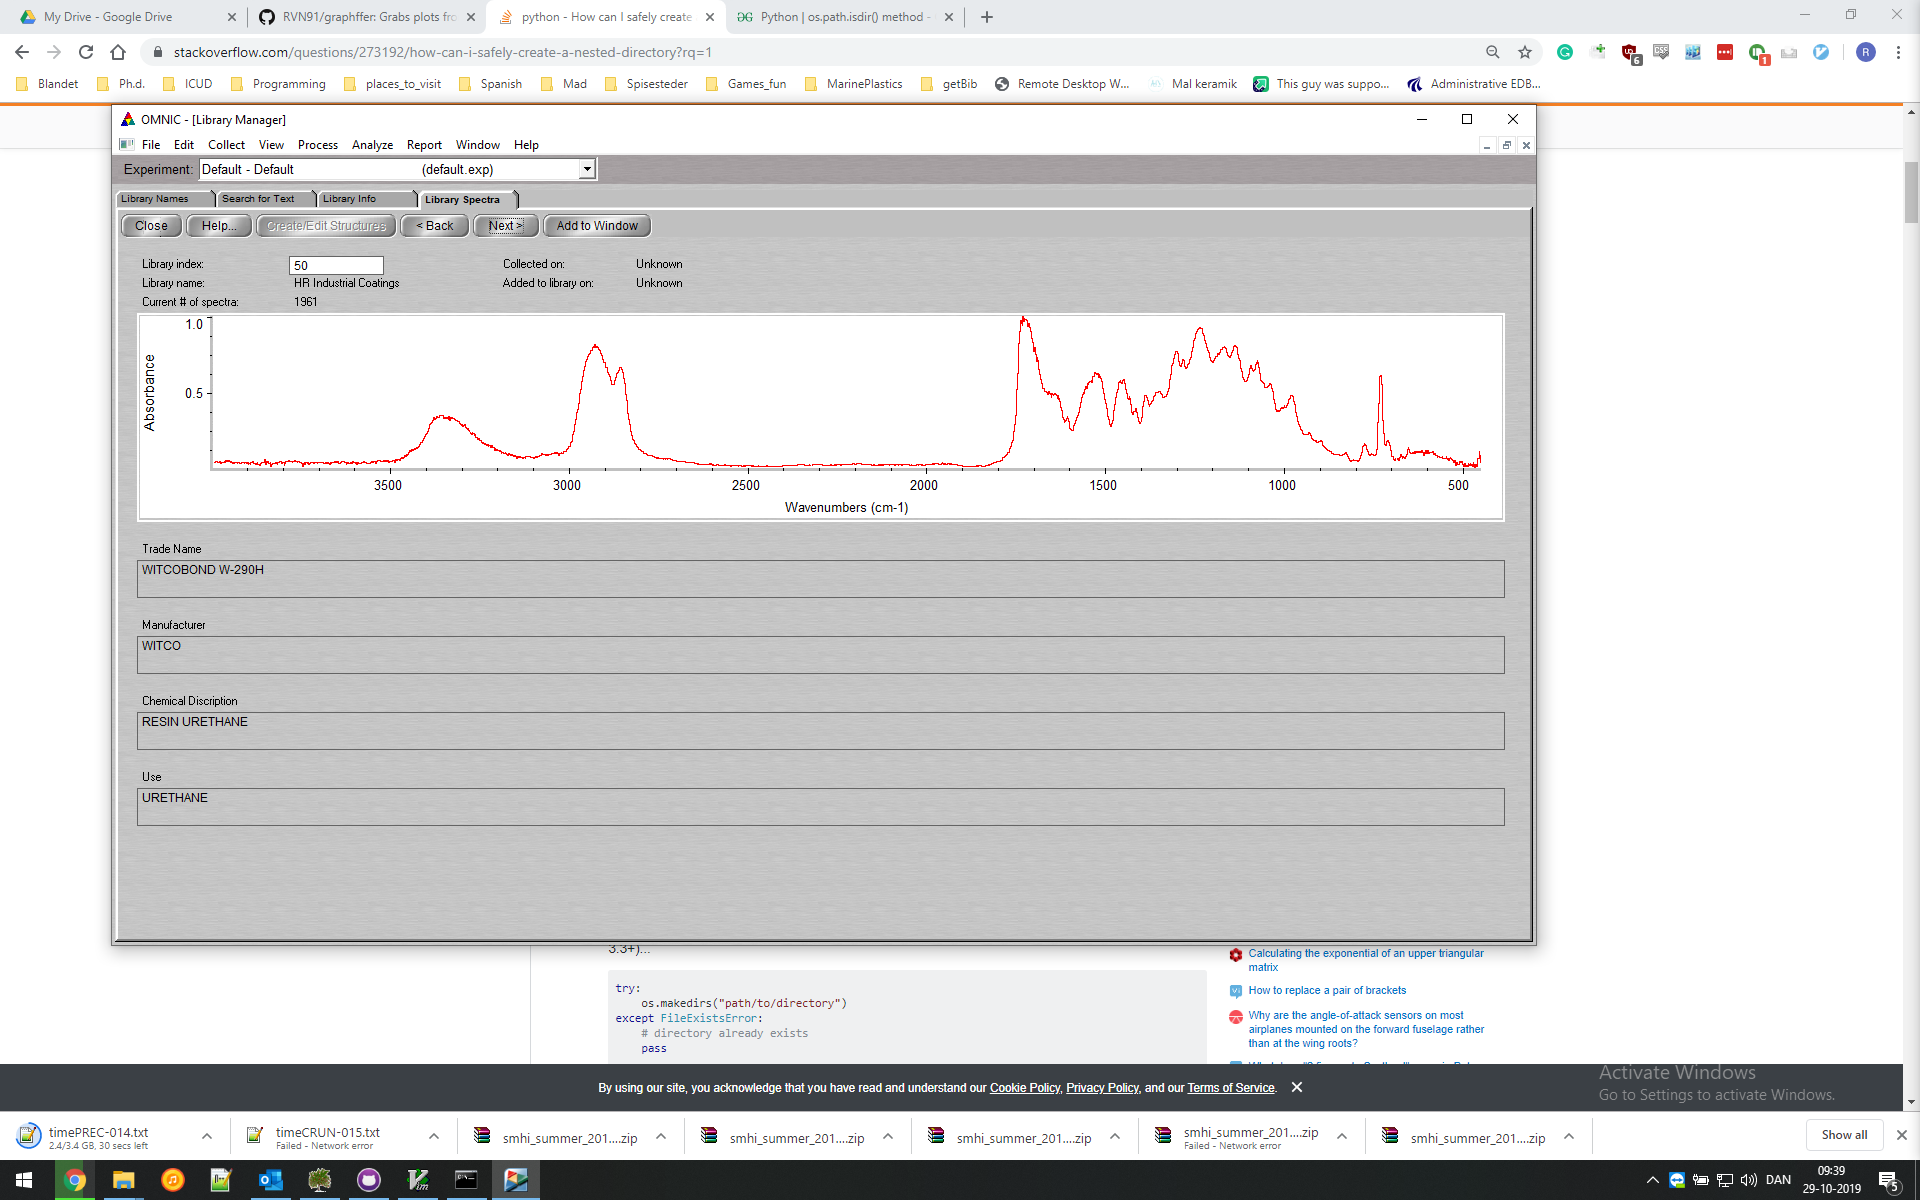 My Drive - Google Drive
RVN91/graphffer: Grabs plots fro
python - How can I safely create
Python | os.path.isdir() method -
stackoverflow.com/questions/273192/how-can-i-safely-create-a-nested-directory?rq=1
6
1
R
Blandet
Ph.d.
ICUD
Programming
places_to_visit
Spanish
Mad
Spisesteder
Games_fun
MarinePlastics
getBib
Remote Desktop W...
Mal keramik
This guy was suppo...
Administrative EDB...
OMNIC - [Library Manager]
File Edit Collect View Process Analyze Report Window Help
Experiment: Default - Default (default.exp)
Library Names Search for Text Library Info Library Spectra
Close Help... Create/Edit Structures < Back Next > Add to Window
Library index: 50 Collected on: Unknown
Library name: HR Industrial Coatings Added to library on: Unknown
Current # of spectra: 1961
1.0
0.5
Absorbance
3500 3000 2500 2000 1500 1000 500
Wavenumbers (cm-1)
Trade Name
WITCOBOND W-290H
Manufacturer
WITCO
Chemical Discription
RESIN URETHANE
Use
URETHANE
3.3+)...
try:
os.makedirs("path/to/directory")
except FileExistsError:
# directory already exists
pass
Calculating the exponential of an upper triangular
matrix
How to replace a pair of brackets
Why are the angle-of-attack sensors on most
airplanes mounted on the forward fuselage rather
than at the wing roots?
By using our site, you acknowledge that you have read and understand our Cookie Policy, Privacy Policy, and our Terms of Service.
Activate Windows
Go to Settings to activate Windows.
timePREC-014.txt
2.4/3.4 GB, 30 secs left
timeCRUN-015.txt
Failed - Network error
smhi_summer_201....zip
smhi_summer_201....zip
smhi_summer_201....zip
smhi_summer_201....zip
Failed - Network error
smhi_summer_201....zip
Show all
DAN
09:39
29-10-2019
5